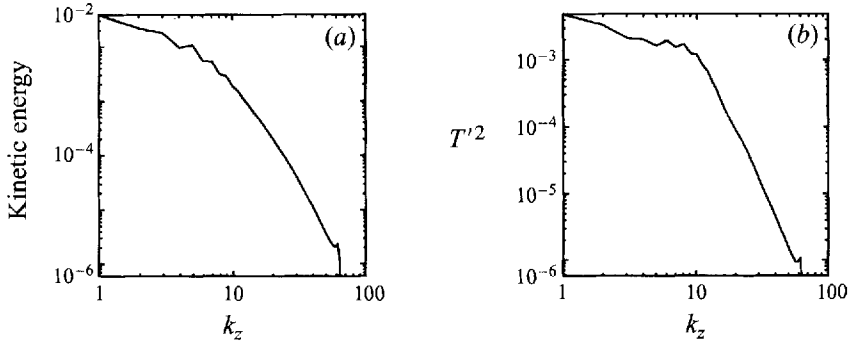 10⁻² (a) (b)
10⁻³
Kinetic energy 10⁻⁴ T′² 10⁻⁴
10⁻⁵
10⁻⁶ 10⁻⁶
1 10 100 1 10 100
k_z k_z